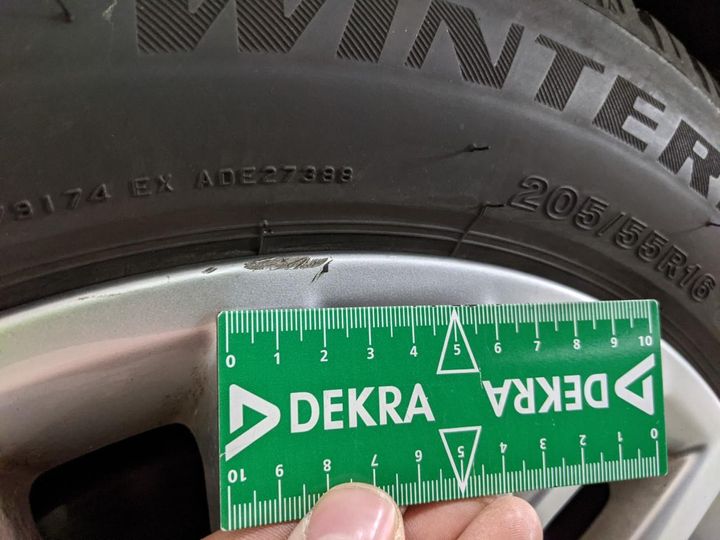 WINTER
79174 EX ADE27388
205/55R16
0 1 2 3 4 5 6 7 8 9 10
DEKRA DEKRA
10 9 8 7 6 5 4 3 2 1 0